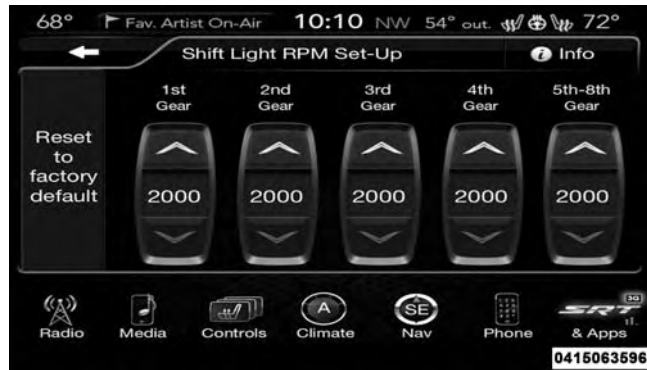 68° Fav. Artist On-Air 10:10 NW 54° out. 72°
Shift Light RPM Set-Up
i Info
1st Gear
2nd Gear
3rd Gear
4th Gear
5th-8th Gear
Reset
to
factory
default
2000 2000 2000 2000 2000
Radio Media Controls A Climate SE Nav Phone SRT 3G & Apps
0415063596